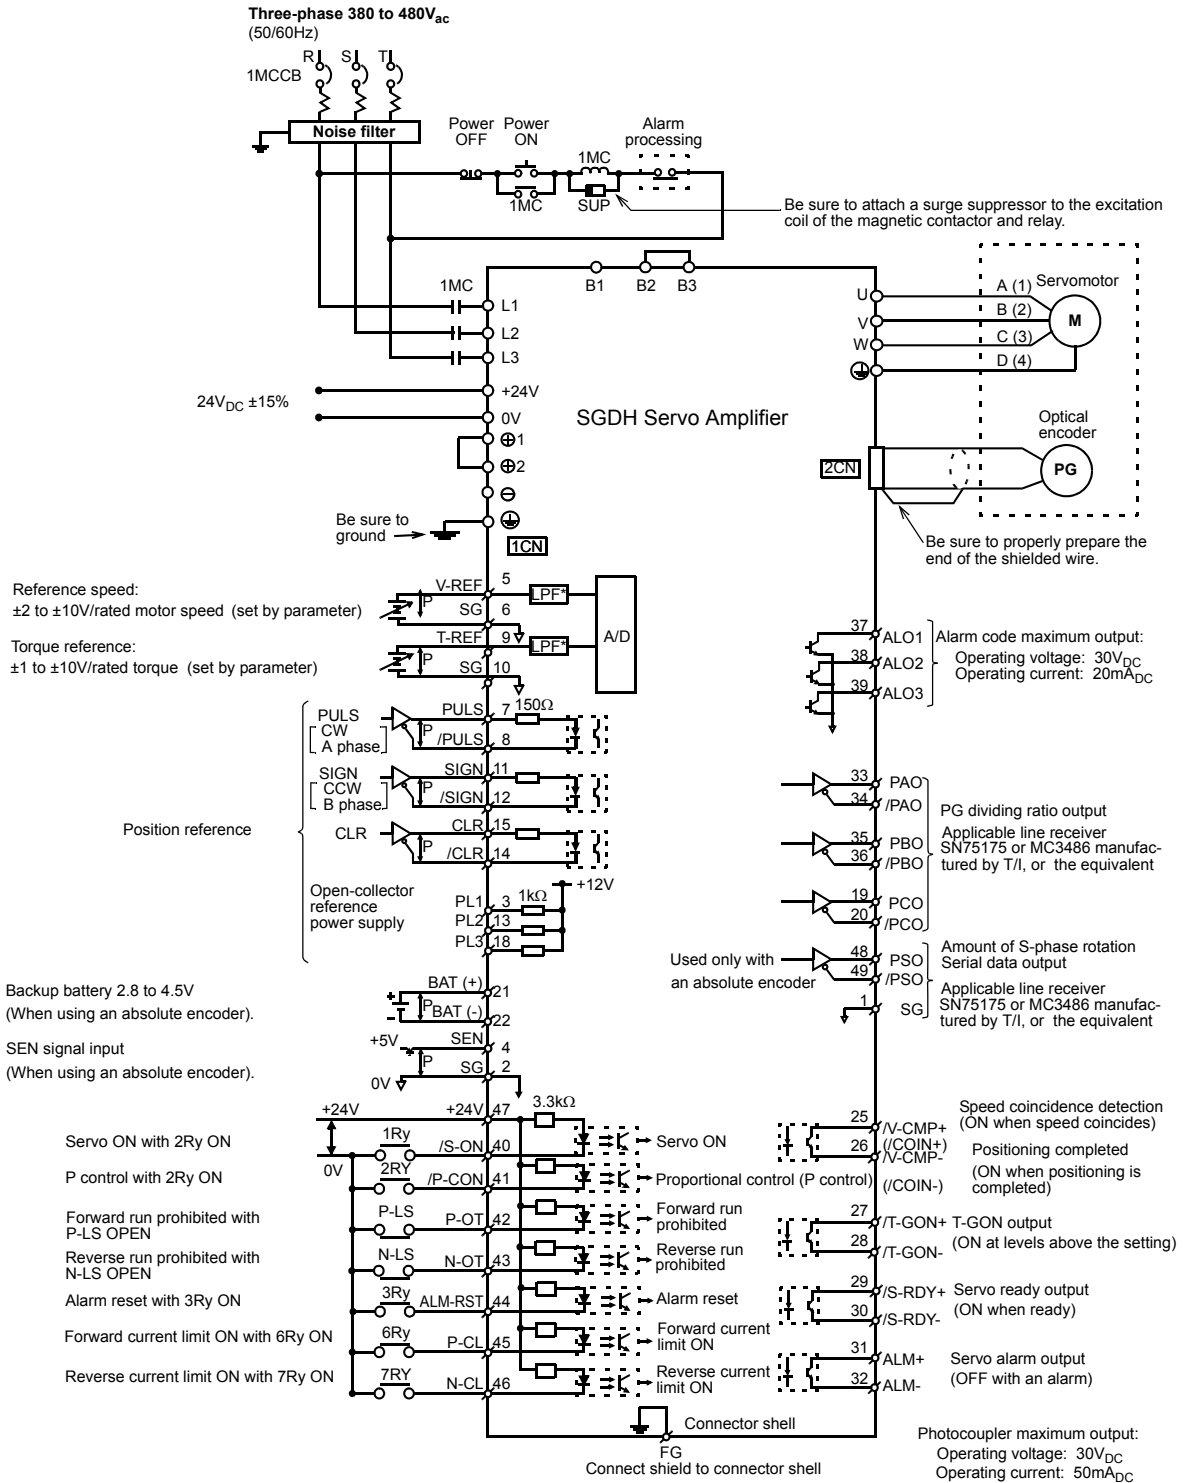 Three-phase 380 to 480Vac
(50/60Hz)
R S T
1MCCB
Noise filter
Power OFF
Power ON
1MC
1MC
SUP
Alarm processing
Be sure to attach a surge suppressor to the excitation
coil of the magnetic contactor and relay.
1MC
B1 B2 B3
L1
L2
L3
U
V
W
A (1)
B (2)
C (3)
D (4)
Servomotor
M
24VDC ±15%
+24V
0V
⊕1
⊕2
⊖
SGDH Servo Amplifier
Optical
encoder
PG
2CN
Be sure to
ground
1CN
Be sure to properly prepare the
end of the shielded wire.
Reference speed:
±2 to ±10V/rated motor speed (set by parameter)
V-REF 5
P
SG 6
LPF*
Torque reference:
±1 to ±10V/rated torque (set by parameter)
T-REF 9
P
SG 10
LPF*
A/D
37 ALO1
38 ALO2
39 ALO3
Alarm code maximum output:
Operating voltage: 30VDC
Operating current: 20mADC
Position reference
PULS
CW
A phase
P
PULS 7
/PULS 8
150Ω
SIGN
CCW
B phase
P
SIGN 11
/SIGN 12
CLR
P
CLR 15
/CLR 14
33 PAO
34 /PAO
35 PBO
36 /PBO
19 PCO
20 /PCO
PG dividing ratio output
Applicable line receiver
SN75175 or MC3486 manufac-
tured by T/I, or the equivalent
Open-collector
reference
power supply
+12V
PL1 3
1kΩ
PL2 13
PL3 18
Used only with
an absolute encoder
48 PSO
49 /PSO
1 SG
Amount of S-phase rotation
Serial data output
Applicable line receiver
SN75175 or MC3486 manufac-
tured by T/I, or the equivalent
Backup battery 2.8 to 4.5V
(When using an absolute encoder).
+
-
P
BAT (+) 21
BAT (-) 22
SEN signal input
(When using an absolute encoder).
+5V
0V
P
SEN 4
SG 2
+24V
0V
+24V 47
3.3kΩ
Servo ON with 2Ry ON
1Ry
/S-ON 40
Servo ON
P control with 2Ry ON
2RY
/P-CON 41
Proportional control (P control)
Forward run prohibited with
P-LS OPEN
P-LS
P-OT 42
Forward run
prohibited
Reverse run prohibited with
N-LS OPEN
N-LS
N-OT 43
Reverse run
prohibited
Alarm reset with 3Ry ON
3Ry
ALM-RST 44
Alarm reset
Forward current limit ON with 6Ry ON
6Ry
P-CL 45
Forward current
limit ON
Reverse current limit ON with 7Ry ON
7RY
N-CL 46
Reverse current
limit ON
25 /V-CMP+
(/COIN+)
26 /V-CMP-
(/COIN-)
Speed coincidence detection
(ON when speed coincides)
Positioning completed
(ON when positioning is
completed)
27 /T-GON+
28 /T-GON-
T-GON output
(ON at levels above the setting)
29 /S-RDY+
30 /S-RDY-
Servo ready output
(ON when ready)
31 ALM+
32 ALM-
Servo alarm output
(OFF with an alarm)
Connector shell
FG
Connect shield to connector shell
Photocoupler maximum output:
Operating voltage: 30VDC
Operating current: 50mADC